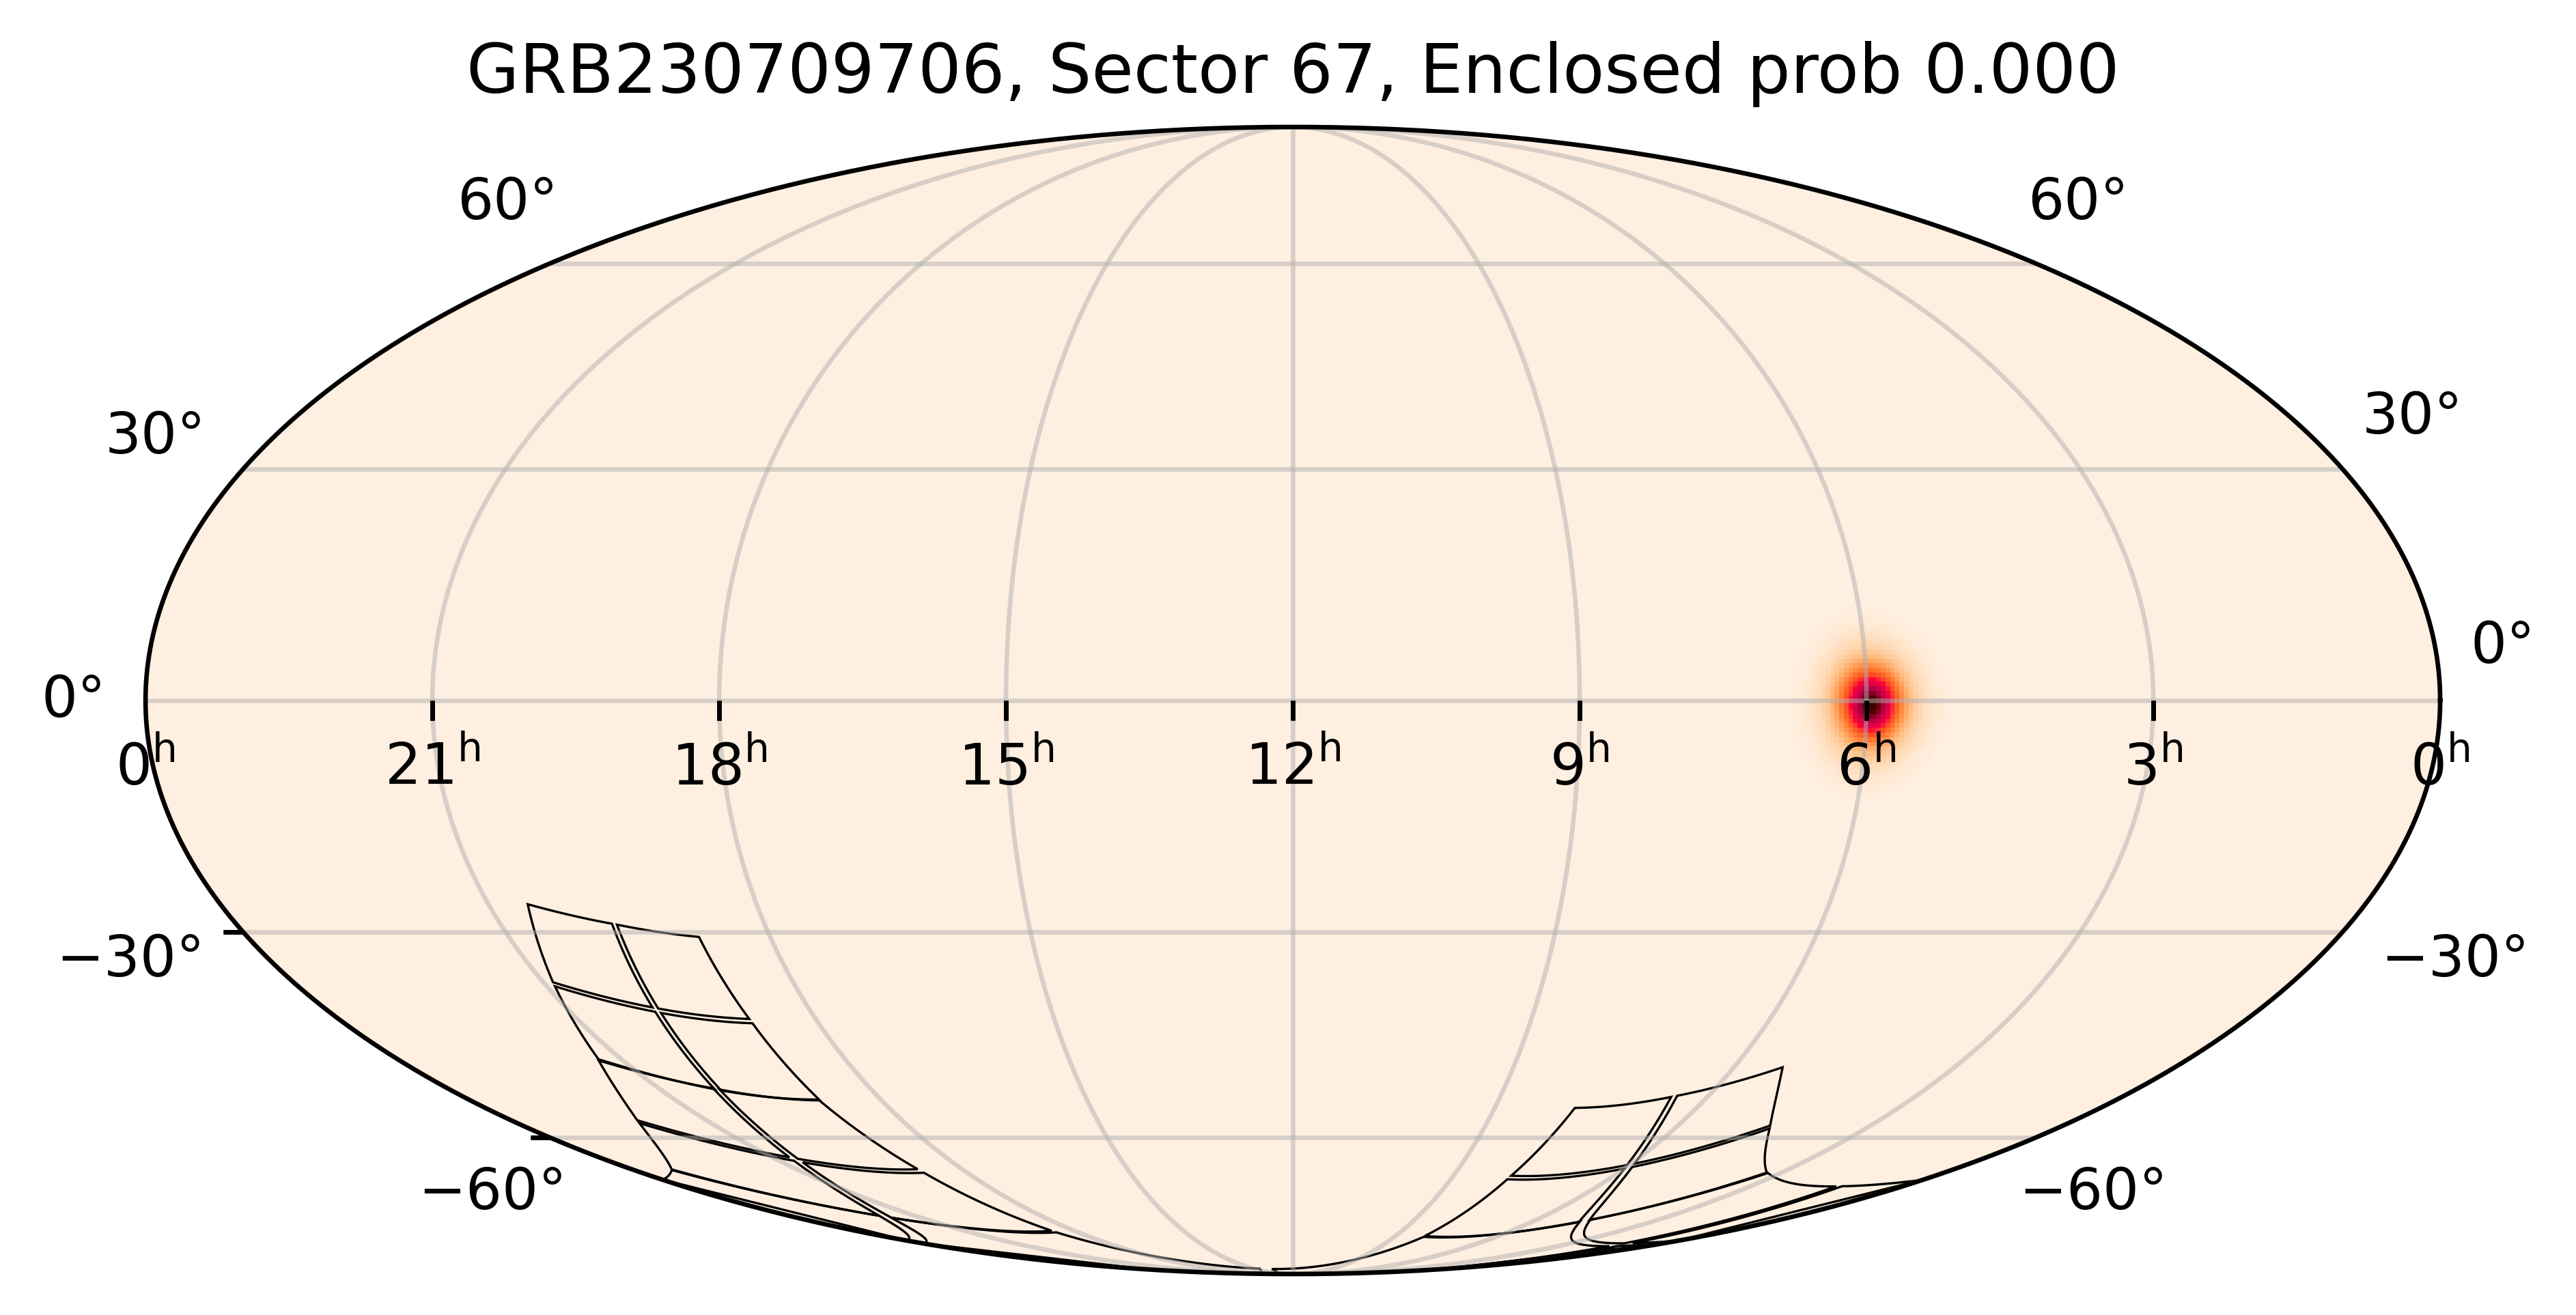 GRB230709706, Sector 67, Enclosed prob 0.000
60° 60°
30° 30°
0° 0°
0ʰ 21ʰ 18ʰ 15ʰ 12ʰ 9ʰ 6ʰ 3ʰ 0ʰ
−30° −30°
−60° −60°